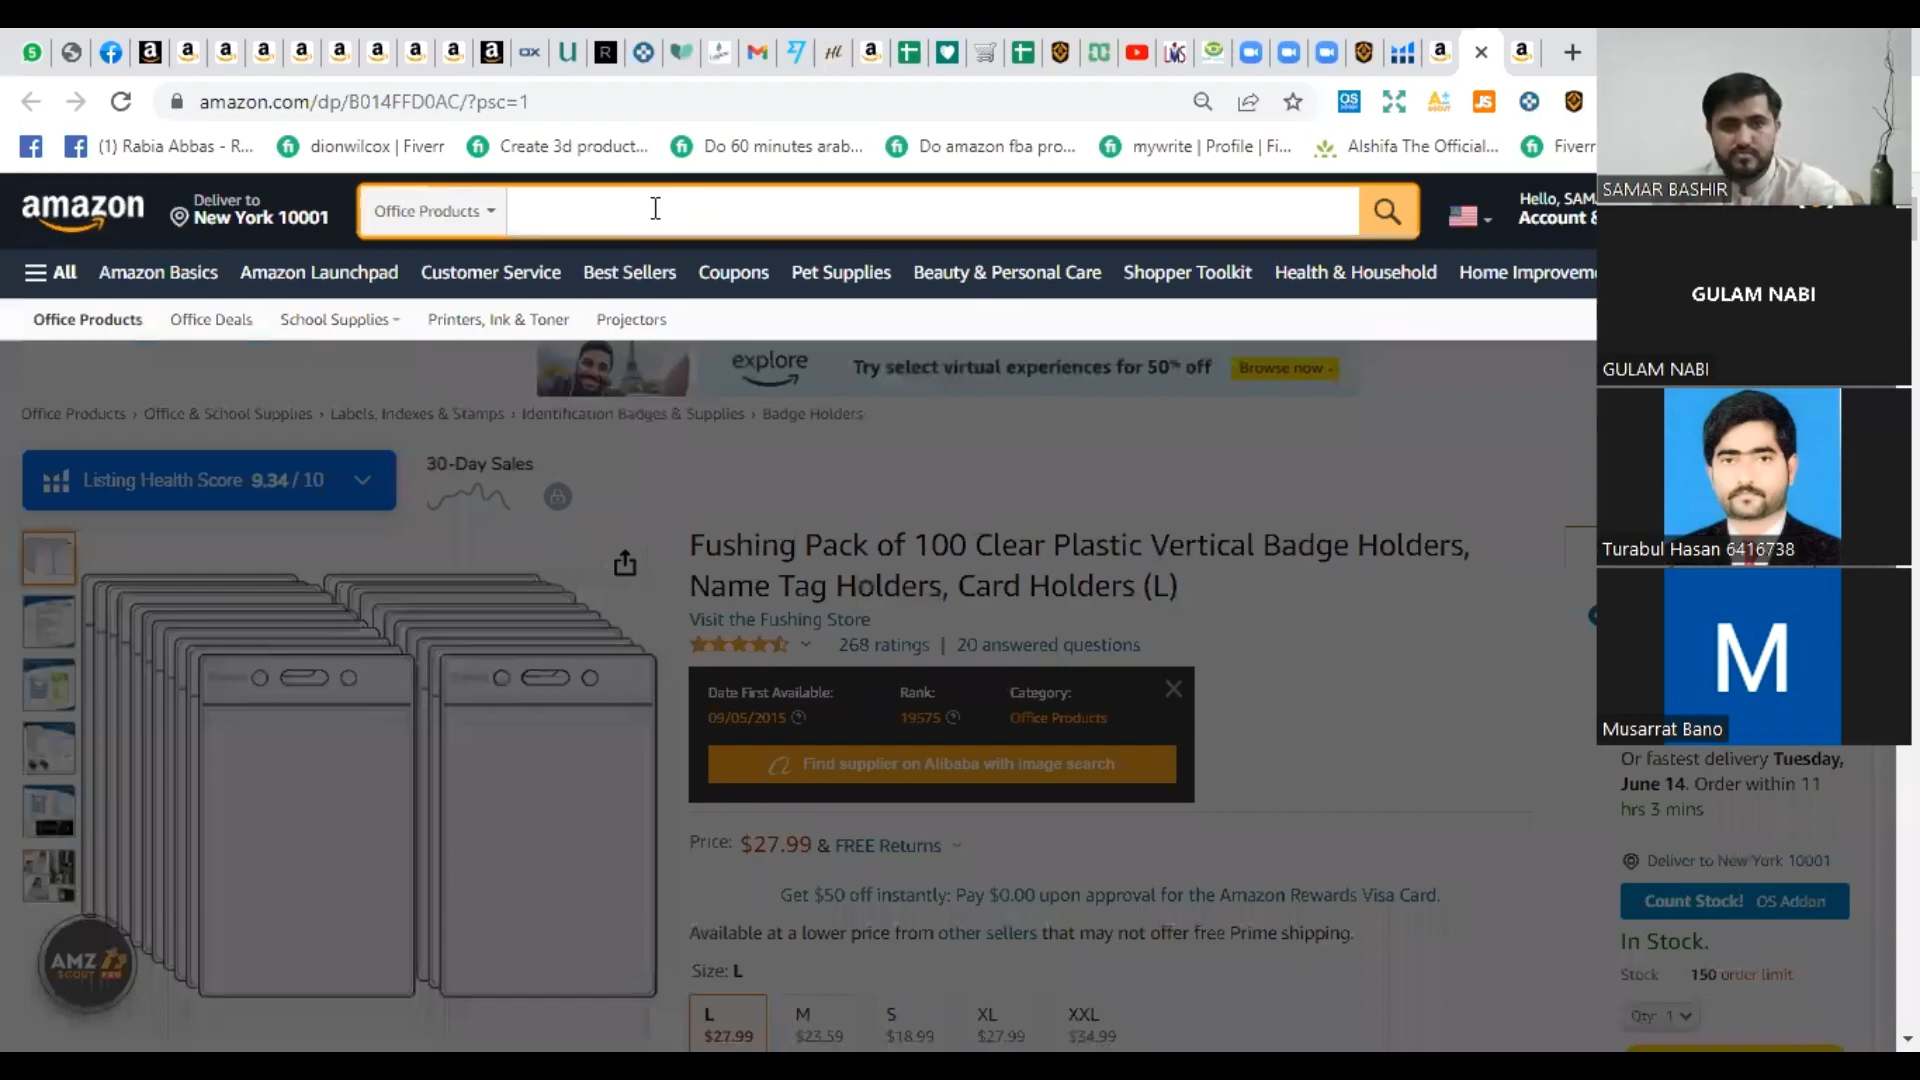 amazon.com/dp/B014FFD0AC/?psc=1
(1) Rabia Abbas - R...
dionwilcox | Fiverr
Create 3d product...
Do 60 minutes arab...
Do amazon fba pro...
mywrite | Profile | Fi...
Alshifa The Official...
Fiverr
SAMAR BASHIR
amazon
Deliver to
New York 10001
Office Products
Hello, SAM
Account &
All Amazon Basics Amazon Launchpad Customer Service Best Sellers Coupons Pet Supplies Beauty & Personal Care Shopper Toolkit Health & Household Home Improvem
Office Products Office Deals School Supplies Printers, Ink & Toner Projectors
GULAM NABI
GULAM NABI
explore Try select virtual experiences for 50% off Browse now
Office Products › Office & School Supplies › Labels, Indexes & Stamps › Identification Badges & Supplies › Badge Holders
Listing Health Score 9.34 / 10
30-Day Sales
Turabul Hasan 6416738
Fushing Pack of 100 Clear Plastic Vertical Badge Holders,
Name Tag Holders, Card Holders (L)
Visit the Fushing Store
268 ratings | 20 answered questions
Date First Available: Rank: Category:
09/05/2015 19575 Office Products
Find supplier on Alibaba with image search
M
Musarrat Bano
Or fastest delivery Tuesday,
June 14. Order within 11
hrs 3 mins
Price: $27.99 & FREE Returns
Deliver to New York 10001
Get $50 off instantly: Pay $0.00 upon approval for the Amazon Rewards Visa Card.
Count Stock! OS Addon
Available at a lower price from other sellers that may not offer free Prime shipping.
In Stock.
Size: L
Stock 150 order limit
AMZ
SCOUT PRO
L M S XL XXL
$27.99 $23.59 $18.99 $27.99 $34.99
Qty: 1